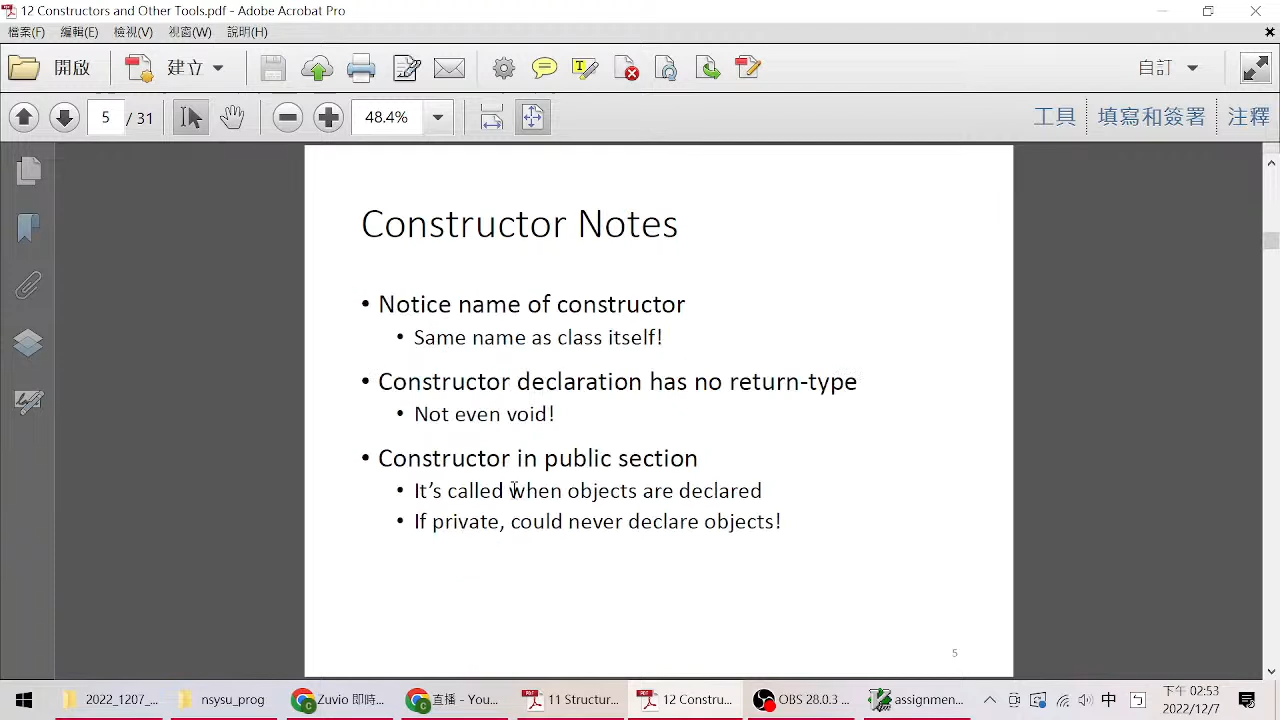 12 Constructors and Other Tools.pdf - Adobe Acrobat Pro
檔案(F) 編輯(E) 檢視(V) 視窗(W) 說明(H)
開啟 建立 自訂
5 / 31 48.4% 工具 填寫和簽署 注釋
Constructor Notes
• Notice name of constructor
• Same name as class itself!
• Constructor declaration has no return-type
• Not even void!
• Constructor in public section
• It's called when objects are declared
• If private, could never declare objects!
5
2022_1207_... nsysu_prog Zuvio 即時... 直播 - You... 11 Structur... 12 Constru... OBS 28.0.3 ... assignmen... 中 下午 02:53
2022/12/7